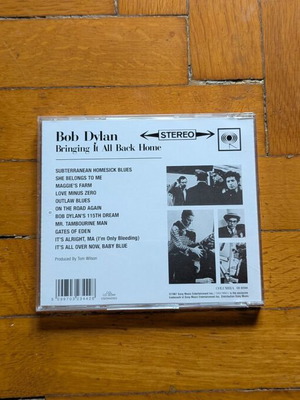 Bob Dylan
STEREO
Bringing It All Back Home
SUBTERRANEAN HOMESICK BLUES
SHE BELONGS TO ME
MAGGIE'S FARM
LOVE MINUS ZERO
OUTLAW BLUES
ON THE ROAD AGAIN
BOB DYLAN'S 115TH DREAM
MR. TAMBOURINE MAN
GATES OF EDEN
IT'S ALRIGHT, MA (I'm Only Bleeding)
IT'S ALL OVER NOW, BABY BLUE
Produced by Tom Wilson
COLUMBIA